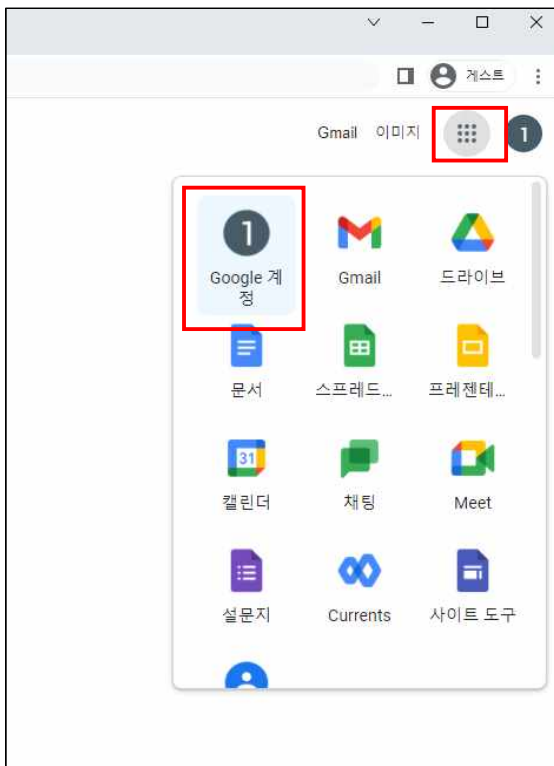 게스트
Gmail 이미지 1
1
Google 계
정
Gmail
드라이브
문서
스프레드...
프레젠테...
31
캘린더
채팅
Meet
설문지
Currents
사이트 도구